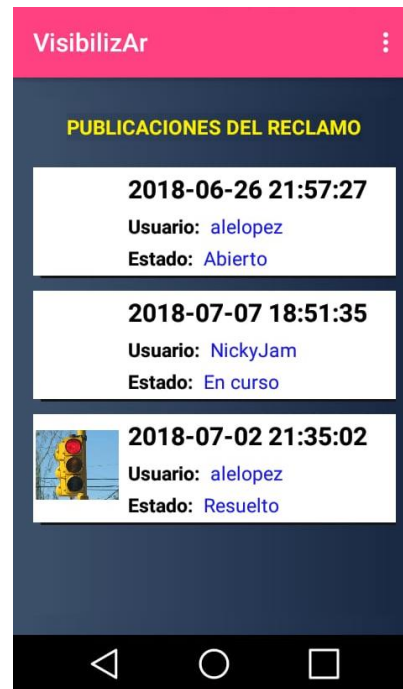 VisibilizAr
PUBLICACIONES DEL RECLAMO
2018-06-26 21:57:27
Usuario: alelopez
Estado: Abierto
2018-07-07 18:51:35
Usuario: NickyJam
Estado: En curso
2018-07-02 21:35:02
Usuario: alelopez
Estado: Resuelto